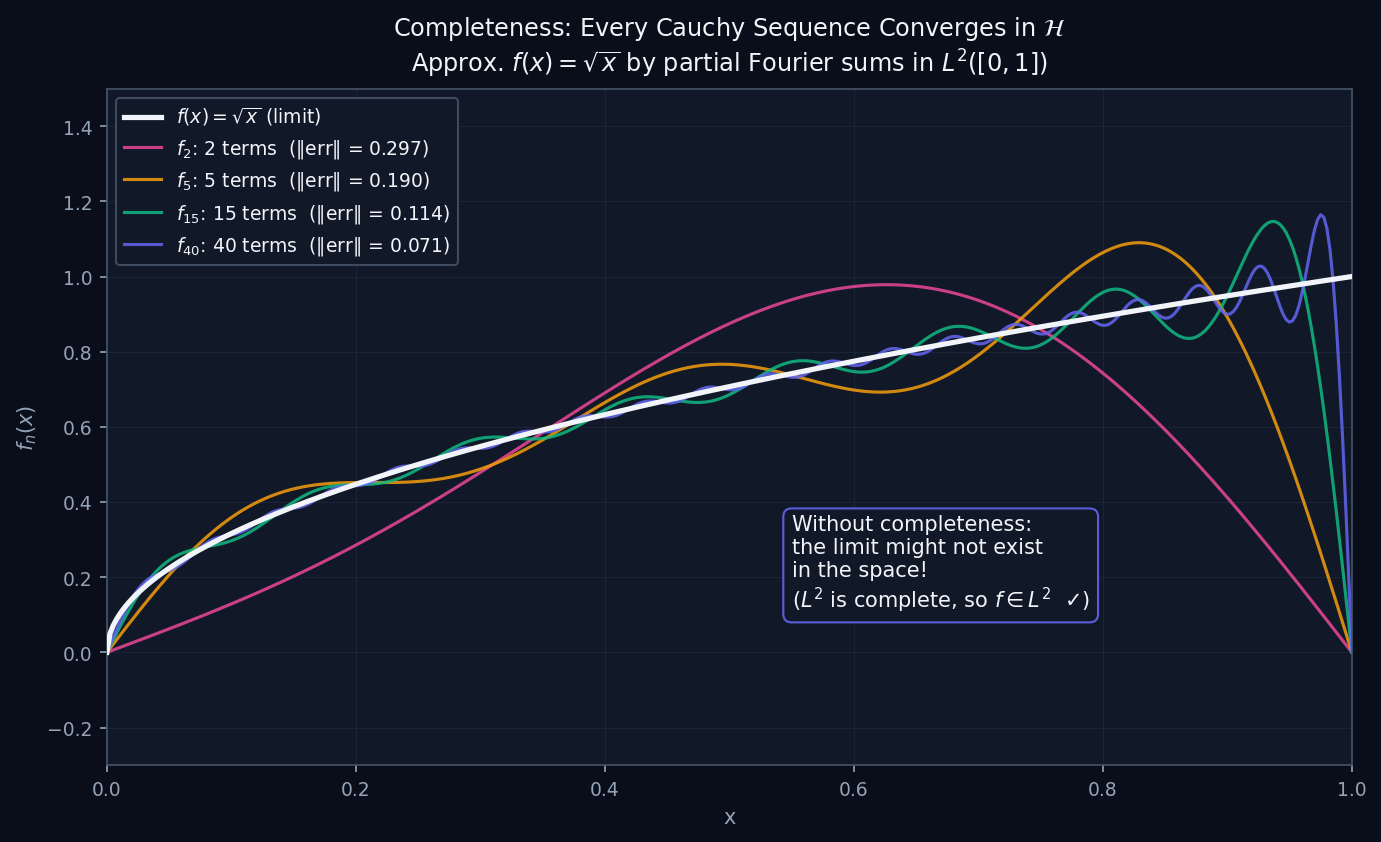 Completeness: Every Cauchy Sequence Converges in ℋ
Approx. f(x) = √x by partial Fourier sums in L²([0, 1])
f(x) = √x (limit)
f₂: 2 terms (‖err‖ = 0.297)
f₅: 5 terms (‖err‖ = 0.190)
f₁₅: 15 terms (‖err‖ = 0.114)
f₄₀: 40 terms (‖err‖ = 0.071)
1.4
1.2
1.0
0.8
0.6
0.4
0.2
0.0
−0.2
fₙ(x)
Without completeness:
the limit might not exist
in the space!
(L² is complete, so f ∈ L² ✓)
0.0 0.2 0.4 0.6 0.8 1.0
x